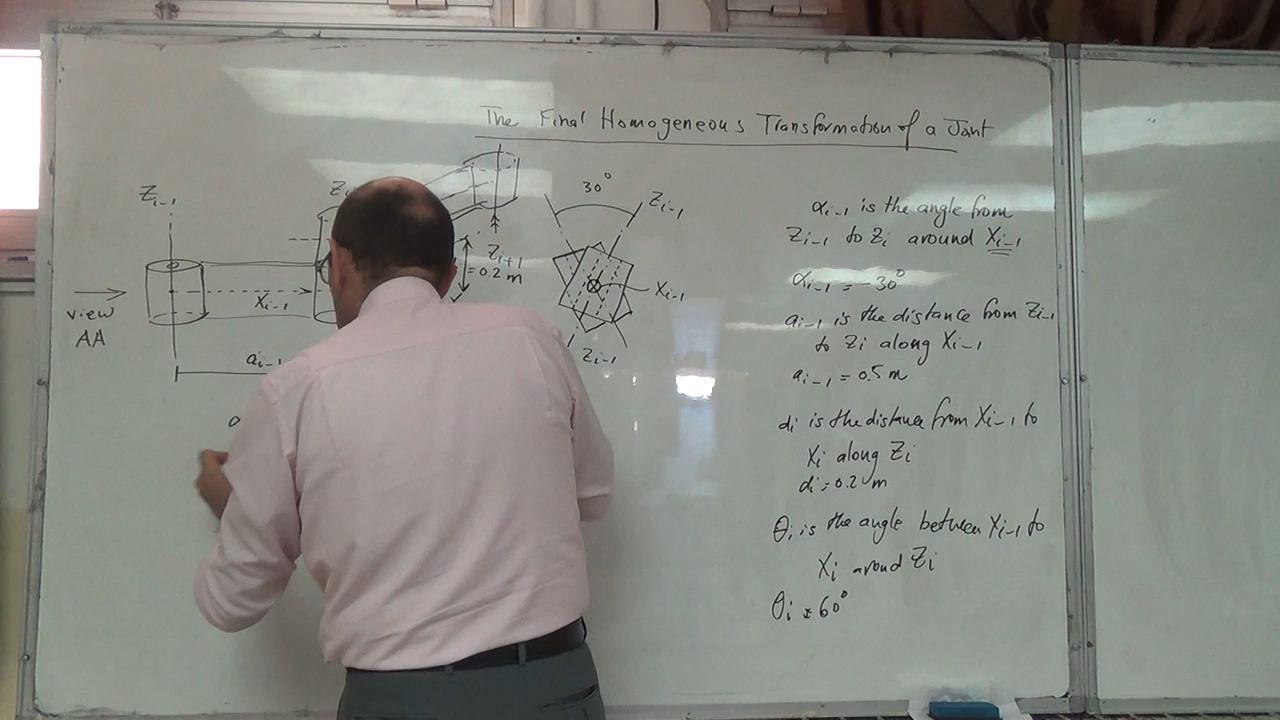 The Final Homogeneous Transformation of a Joint
Zi-1
30°
Zi-1
Zi+1
= 0.2 m
Xi-1
Xi-1
view
AA
ai-1
Zi-1
αi-1 is the angle from
Zi-1 to Zi around Xi-1
αi-1 = -30°
ai-1 is the distance from Zi-1
to Zi along Xi-1
ai-1 = 0.5 m
di is the distance from Xi-1 to
Xi along Zi
di = 0.2 m
θi is the angle between Xi-1 to
Xi aroud Zi
θi = 60°